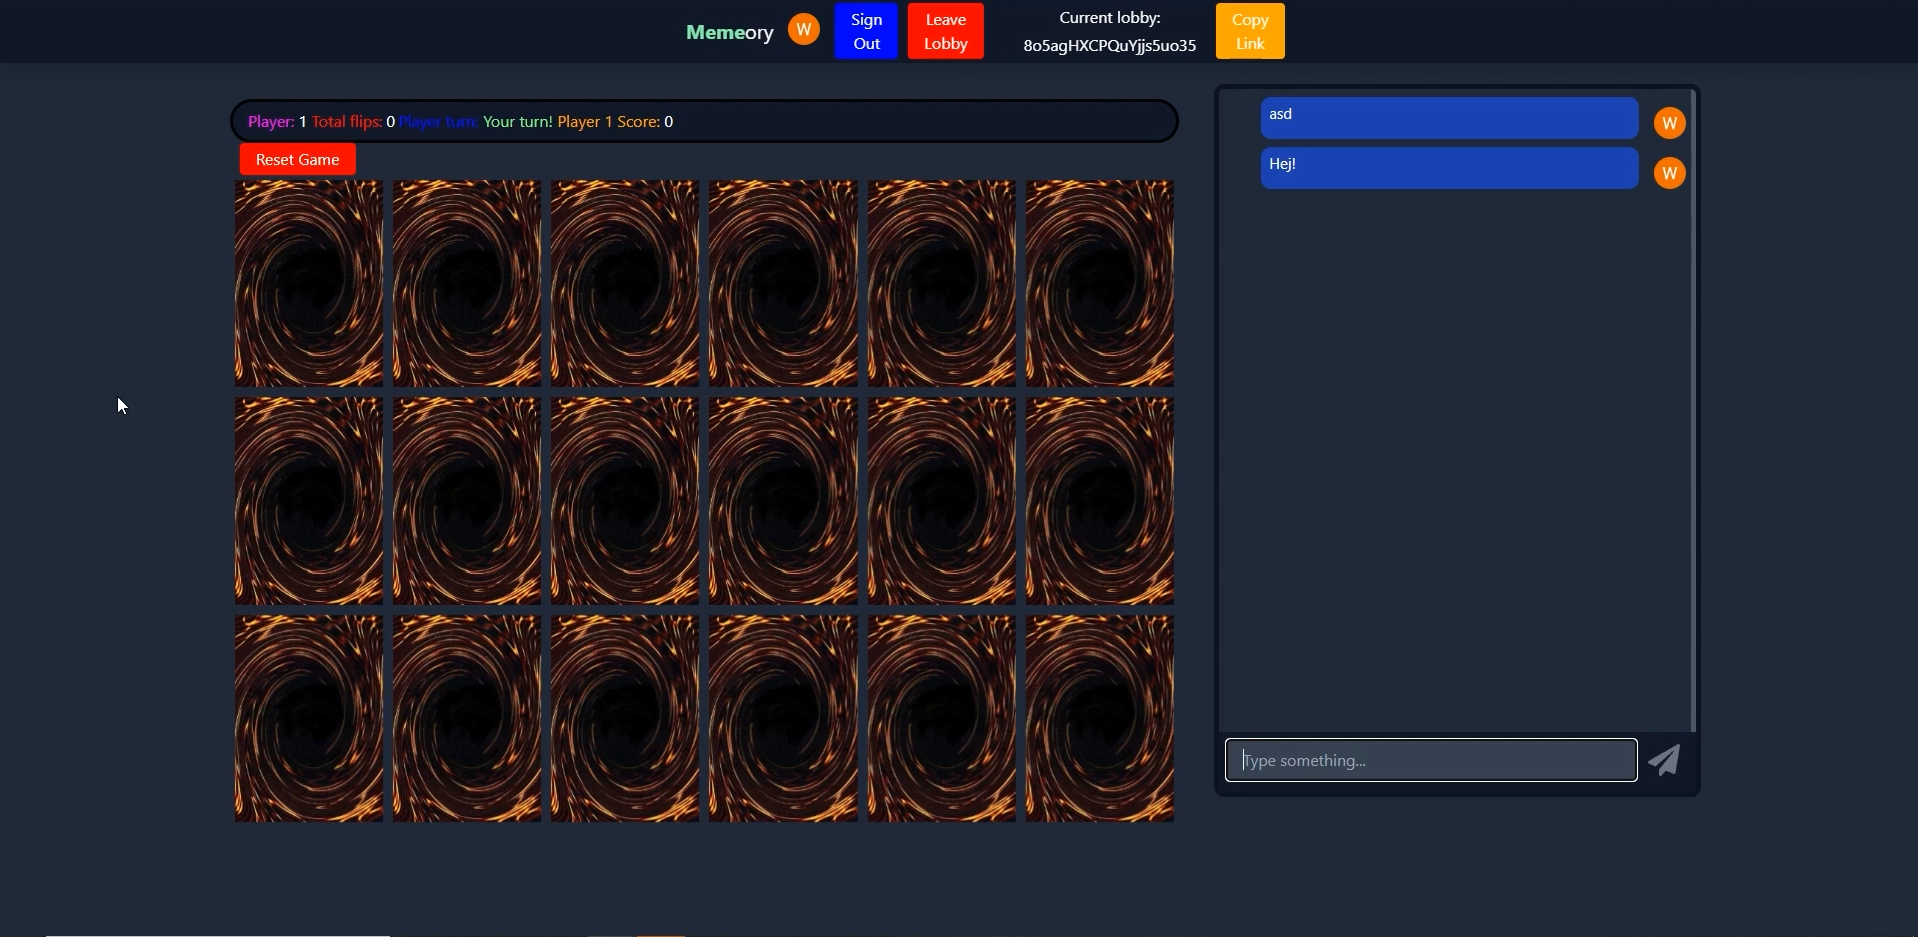 Memeory
W
Sign
Out
Leave
Lobby
Current lobby:
8o5agHXCPQuYjjs5uo35
Copy
Link
Player: 1 Total flips: 0 Player turn: Your turn! Player 1 Score: 0
Reset Game
asd
W
Hej!
W
Type something...